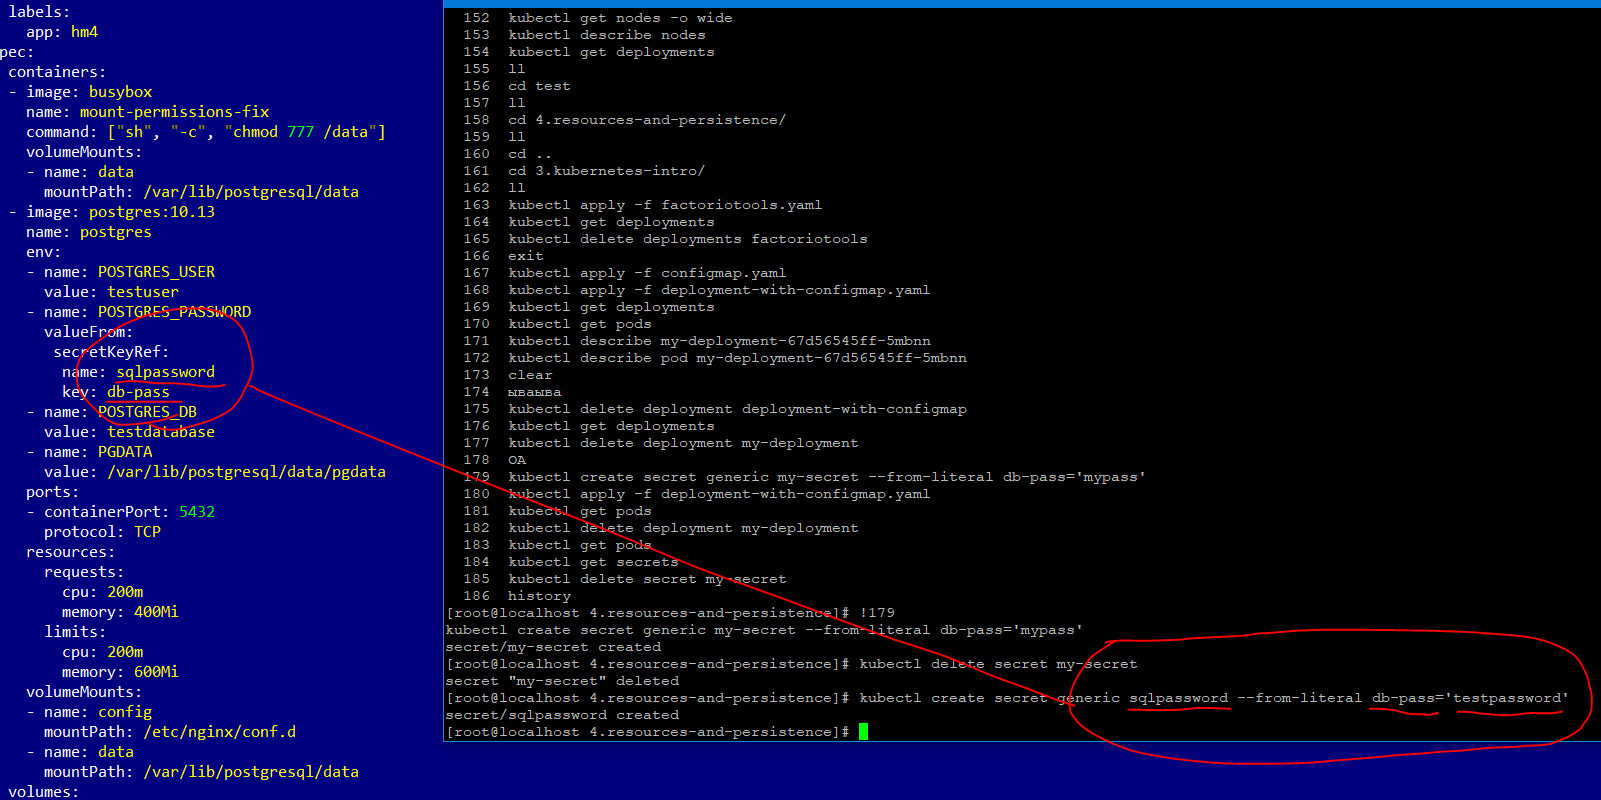 labels:
app: hm4
pec:
containers:
- image: busybox
name: mount-permissions-fix
command: ["sh", "-c", "chmod 777 /data"]
volumeMounts:
- name: data
mountPath: /var/lib/postgresql/data
- image: postgres:10.13
name: postgres
env:
- name: POSTGRES_USER
value: testuser
- name: POSTGRES_PASSWORD
valueFrom:
secretKeyRef:
name: sqlpassword
key: db-pass
- name: POSTGRES_DB
value: testdatabase
- name: PGDATA
value: /var/lib/postgresql/data/pgdata
ports:
- containerPort: 5432
protocol: TCP
resources:
requests:
cpu: 200m
memory: 400Mi
limits:
cpu: 200m
memory: 600Mi
volumeMounts:
- name: config
mountPath: /etc/nginx/conf.d
- name: data
mountPath: /var/lib/postgresql/data
volumes:
152 kubectl get nodes -o wide
153 kubectl describe nodes
154 kubectl get deployments
155 ll
156 cd test
157 ll
158 cd 4.resources-and-persistence/
159 ll
160 cd ..
161 cd 3.kubernetes-intro/
162 ll
163 kubectl apply -f factoriotools.yaml
164 kubectl get deployments
165 kubectl delete deployments factoriotools
166 exit
167 kubectl apply -f configmap.yaml
168 kubectl apply -f deployment-with-configmap.yaml
169 kubectl get deployments
170 kubectl get pods
171 kubectl describe my-deployment-67d56545ff-5mbnn
172 kubectl describe pod my-deployment-67d56545ff-5mbnn
173 clear
174 ываыва
175 kubectl delete deployment deployment-with-configmap
176 kubectl get deployments
177 kubectl delete deployment my-deployment
178 OA
179 kubectl create secret generic my-secret --from-literal db-pass='mypass'
180 kubectl apply -f deployment-with-configmap.yaml
181 kubectl get pods
182 kubectl delete deployment my-deployment
183 kubectl get pods
184 kubectl get secrets
185 kubectl delete secret my-secret
186 history
[root@localhost 4.resources-and-persistence]# !179
kubectl create secret generic my-secret --from-literal db-pass='mypass'
secret/my-secret created
[root@localhost 4.resources-and-persistence]# kubectl delete secret my-secret
secret "my-secret" deleted
[root@localhost 4.resources-and-persistence]# kubectl create secret generic sqlpassword --from-literal db-pass='testpassword'
secret/sqlpassword created
[root@localhost 4.resources-and-persistence]#